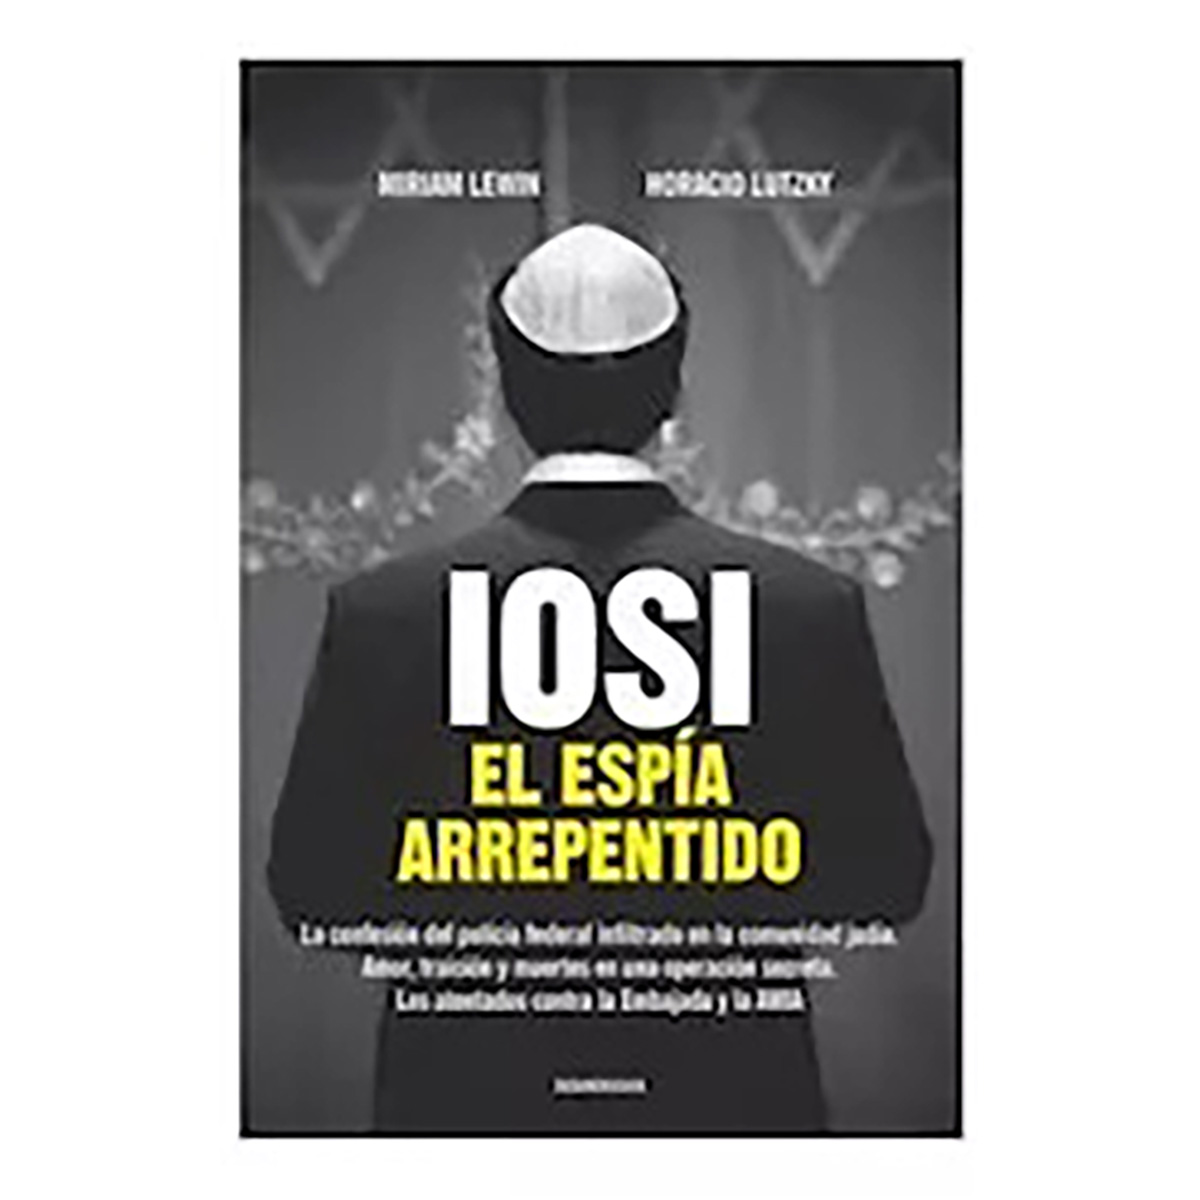 MIRIAM LEWIN
HORACIO LUTZKY
IOSI
EL ESPÍA
ARREPENTIDO
La confesión del policía federal infiltrado en la comunidad judía.
Amor, traición y muertes en una operación secreta.
Los atentados contra la Embajada y la AMIA